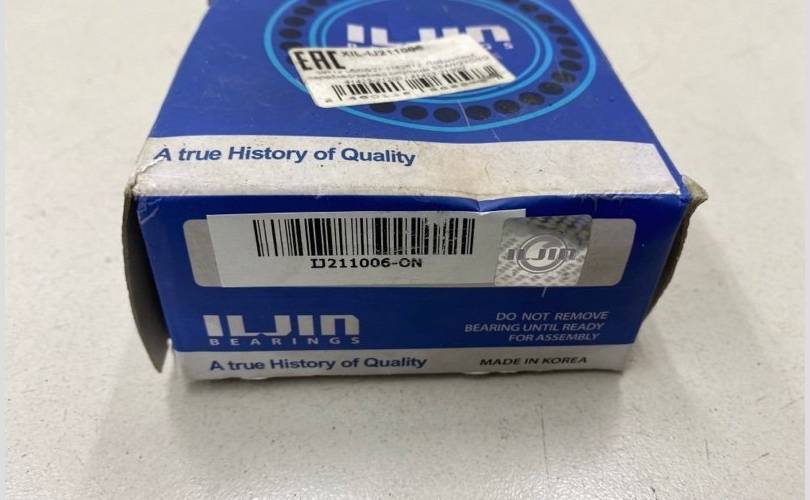 ILJIN
BEARINGS
EAC
XIL-IJ211006
A true History of Quality
IJ211006-ON
ILJIN
ILJIN
BEARINGS
DO NOT REMOVE
BEARING UNTIL READY
FOR ASSEMBLY
A true History of Quality
MADE IN KOREA